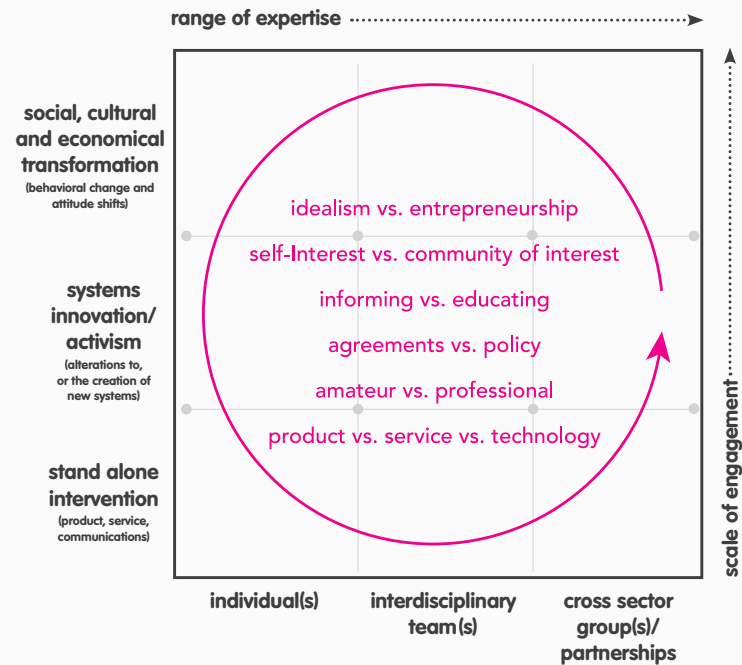 range of expertise
social, cultural
and economical
transformation
(behavioral change and
attitude shifts)
systems
innovation/
activism
(alterations to,
or the creation of
new systems)
stand alone
intervention
(product, service,
communications)
idealism vs. entrepreneurship
self-Interest vs. community of interest
informing vs. educating
agreements vs. policy
amateur vs. professional
product vs. service vs. technology
scale of engagement
individual(s)
interdisciplinary
team(s)
cross sector
group(s)/
partnerships